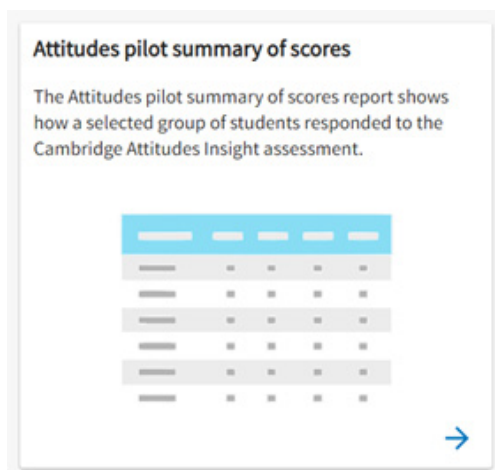 Attitudes pilot summary of scores
The Attitudes pilot summary of scores report shows
how a selected group of students responded to the
Cambridge Attitudes Insight assessment.